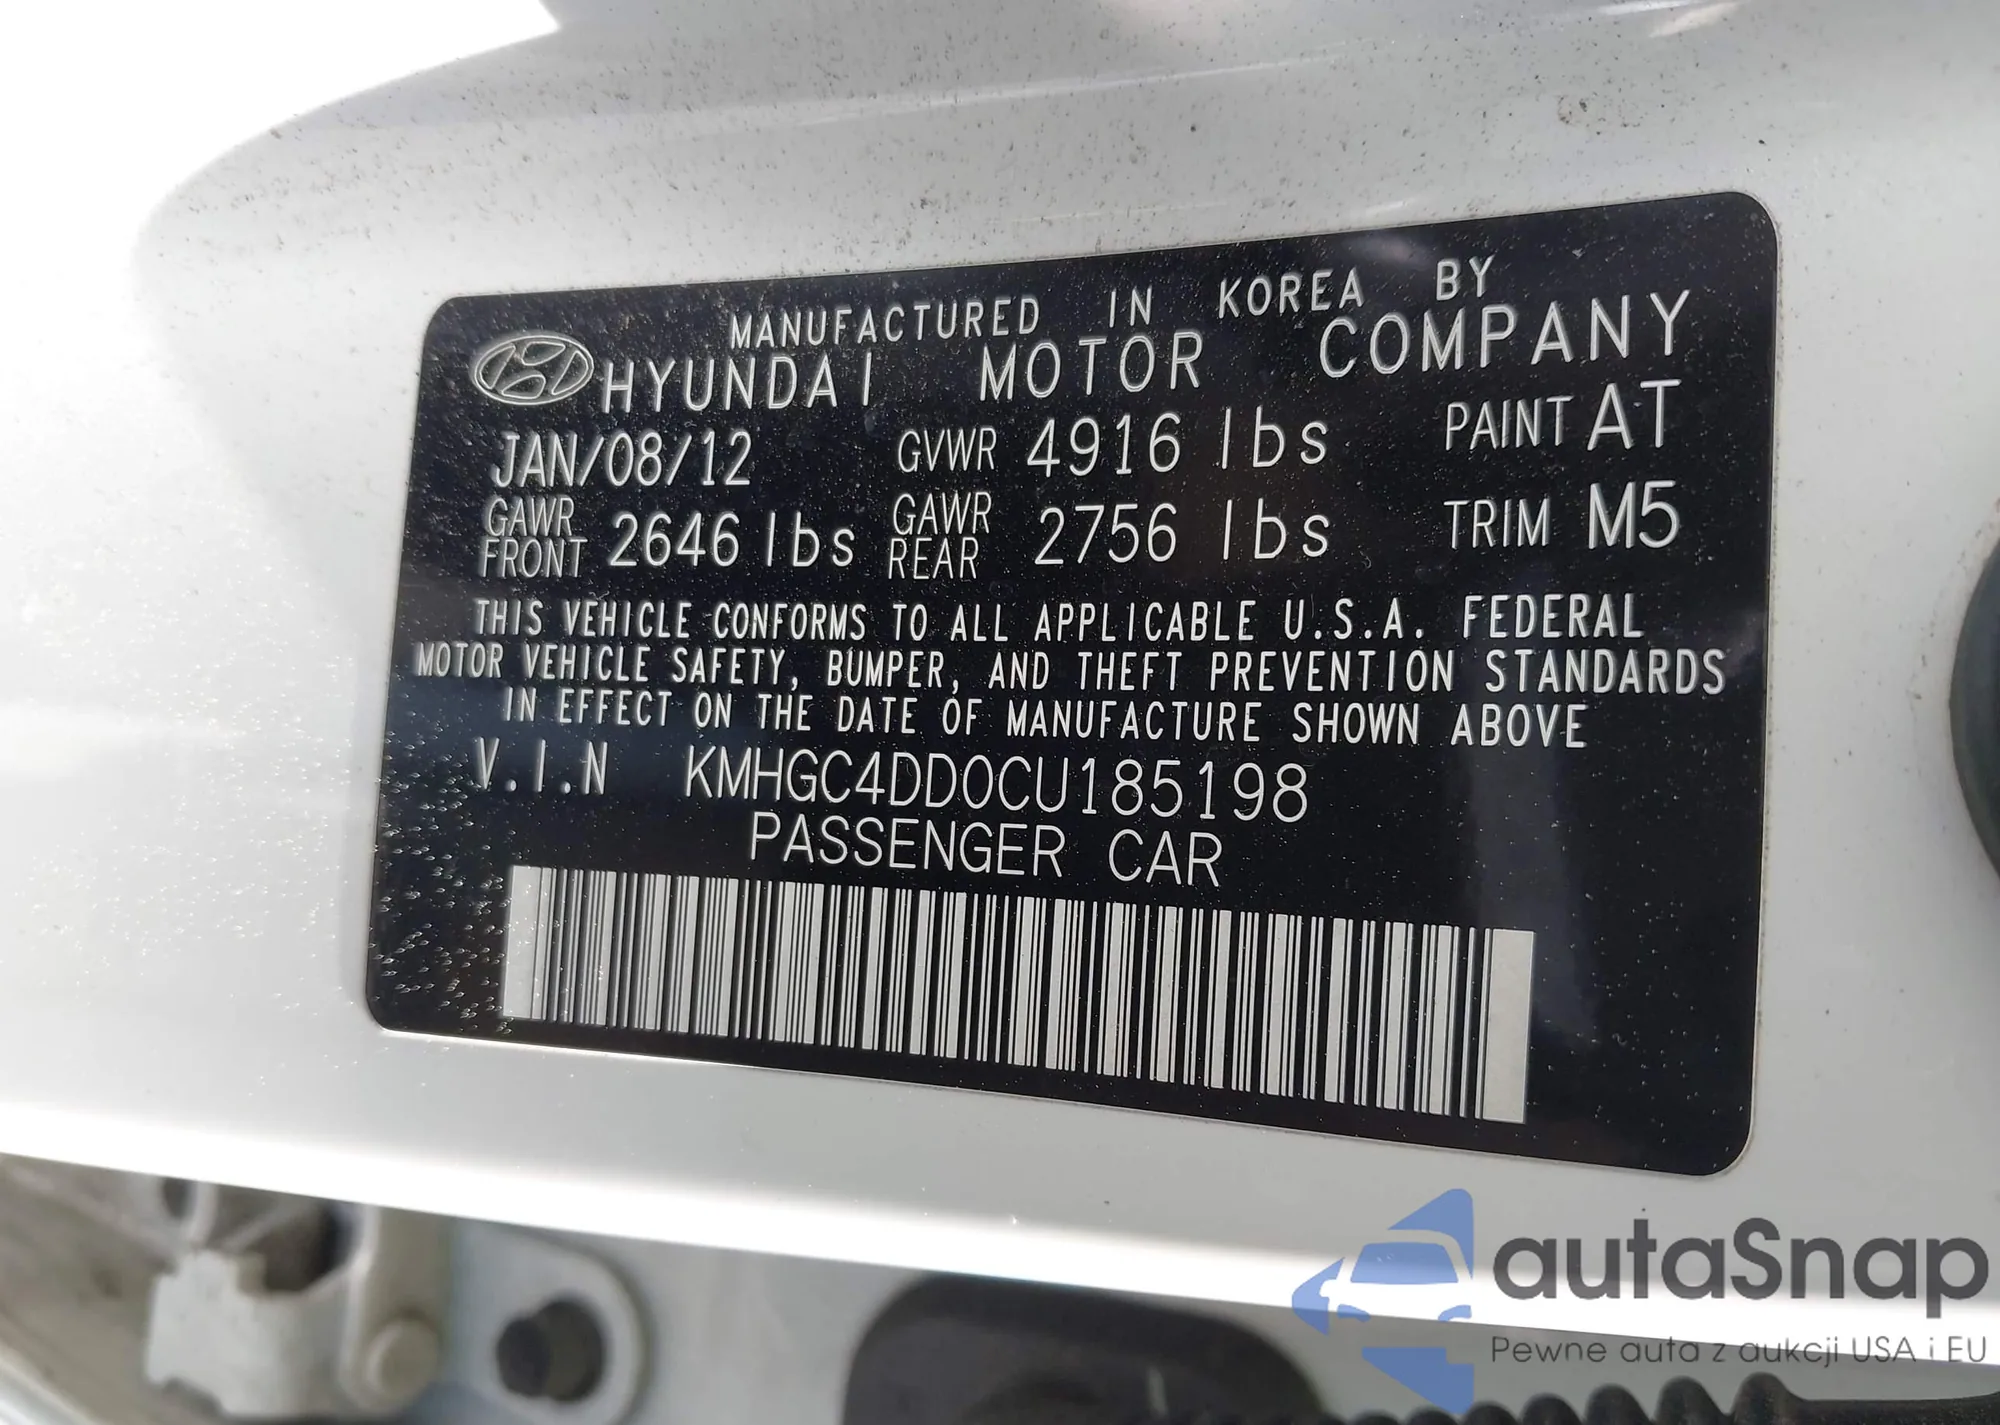 MANUFACTURED IN KOREA BY
HYUNDAI MOTOR COMPANY
JAN/08/12 GVWR 4916 lbs PAINT AT
GAWR FRONT 2646 lbs GAWR REAR 2756 lbs TRIM M5
THIS VEHICLE CONFORMS TO ALL APPLICABLE U.S.A. FEDERAL
MOTOR VEHICLE SAFETY, BUMPER, AND THEFT PREVENTION STANDARDS
IN EFFECT ON THE DATE OF MANUFACTURE SHOWN ABOVE
V.I.N KMHGC4DD0CU185198
PASSENGER CAR
autaSnap
Pewne auta z aukcji USA i EU